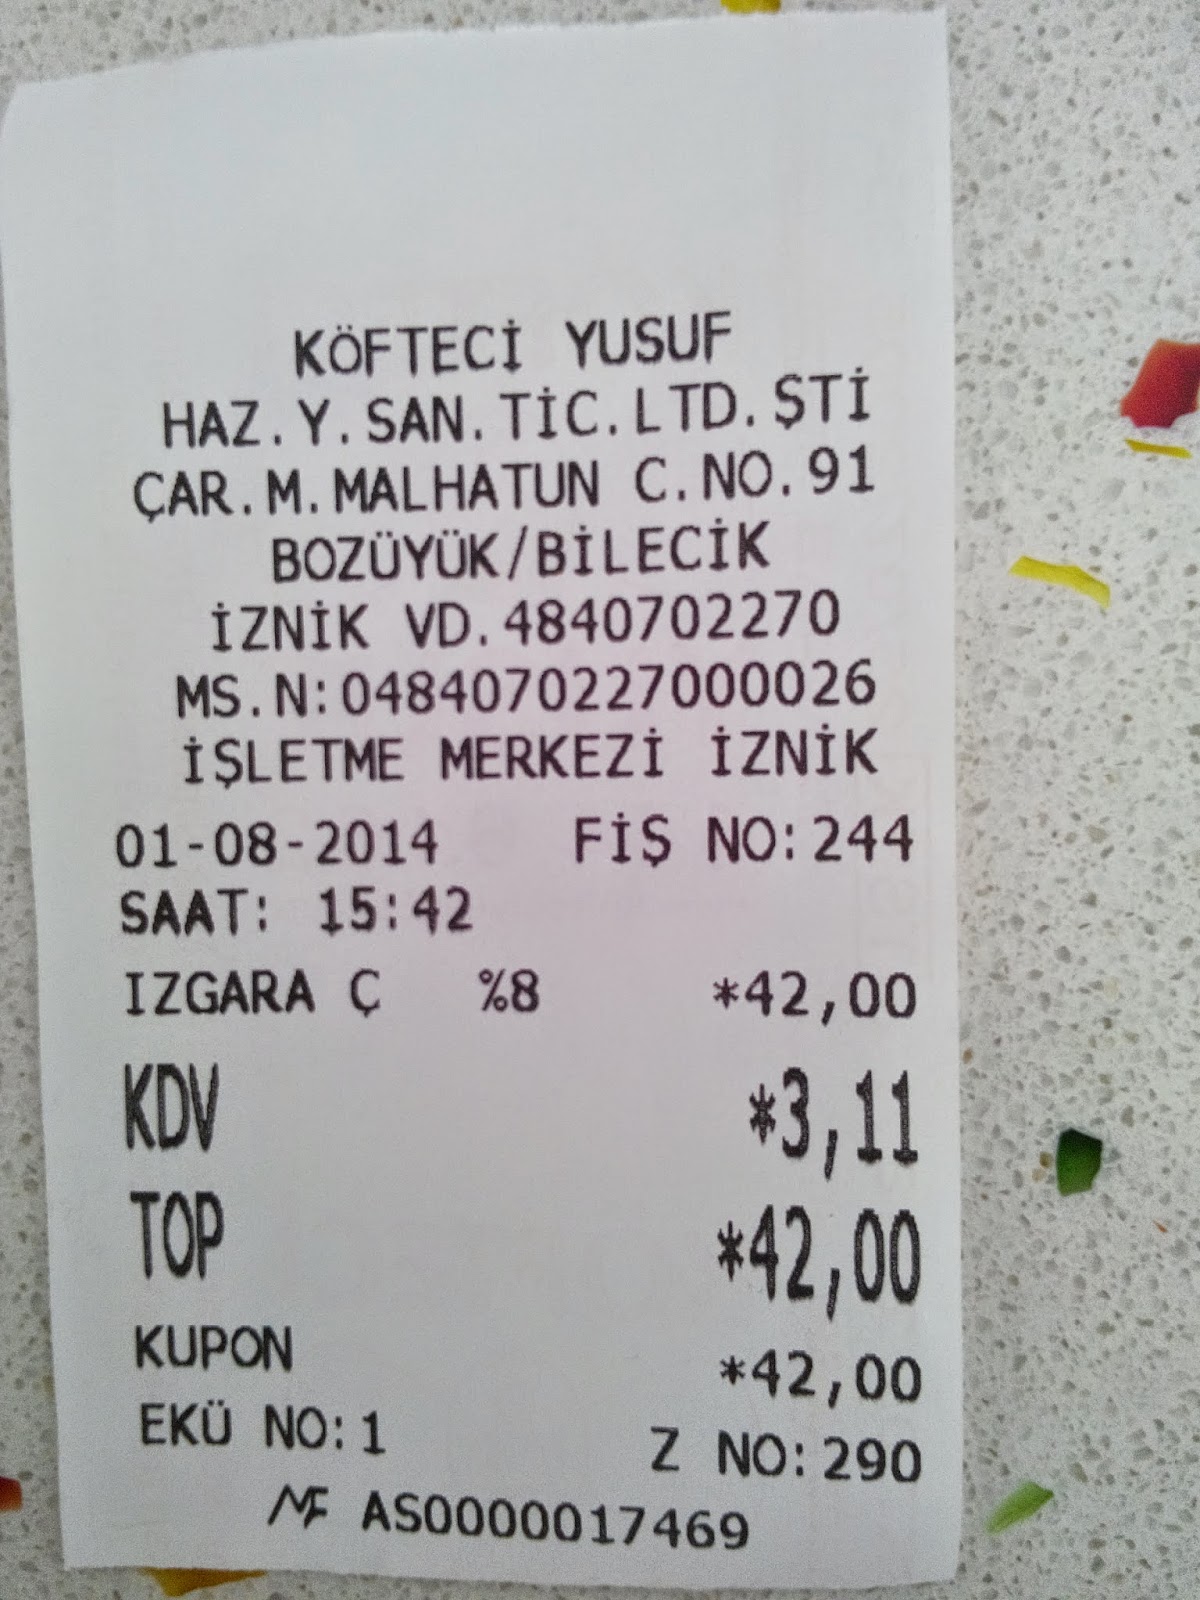 KÖFTECİ YUSUF
HAZ.Y.SAN.TİC.LTD.ŞTİ
ÇAR.M.MALHATUN C.NO.91
BOZÜYÜK/BİLECİK
İZNİK VD.4840702270
MS.N:0484070227000026
İŞLETME MERKEZİ İZNİK
01-08-2014 FİŞ NO:244
SAAT: 15:42
IZGARA Ç %8 *42,00
KDV *3,11
TOP *42,00
KUPON *42,00
EKÜ NO:1 Z NO:290
MF AS0000017469